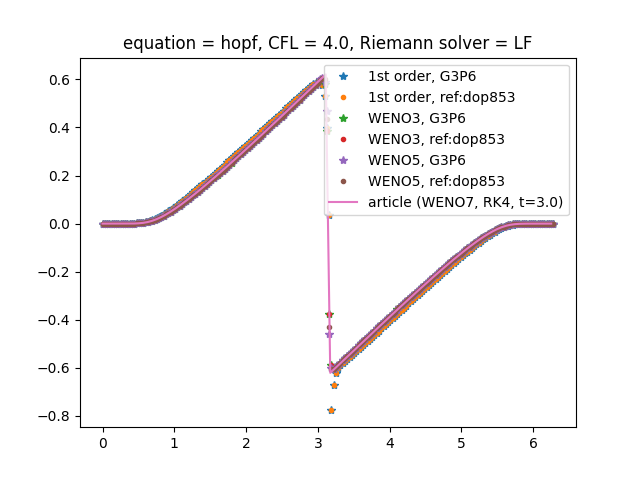 equation = hopf, CFL = 4.0, Riemann solver = LF
1st order, G3P6
1st order, ref:dop853
WENO3, G3P6
WENO3, ref:dop853
WENO5, G3P6
WENO5, ref:dop853
article (WENO7, RK4, t=3.0)
0.6
0.4
0.2
0.0
−0.2
−0.4
−0.6
−0.8
0 1 2 3 4 5 6